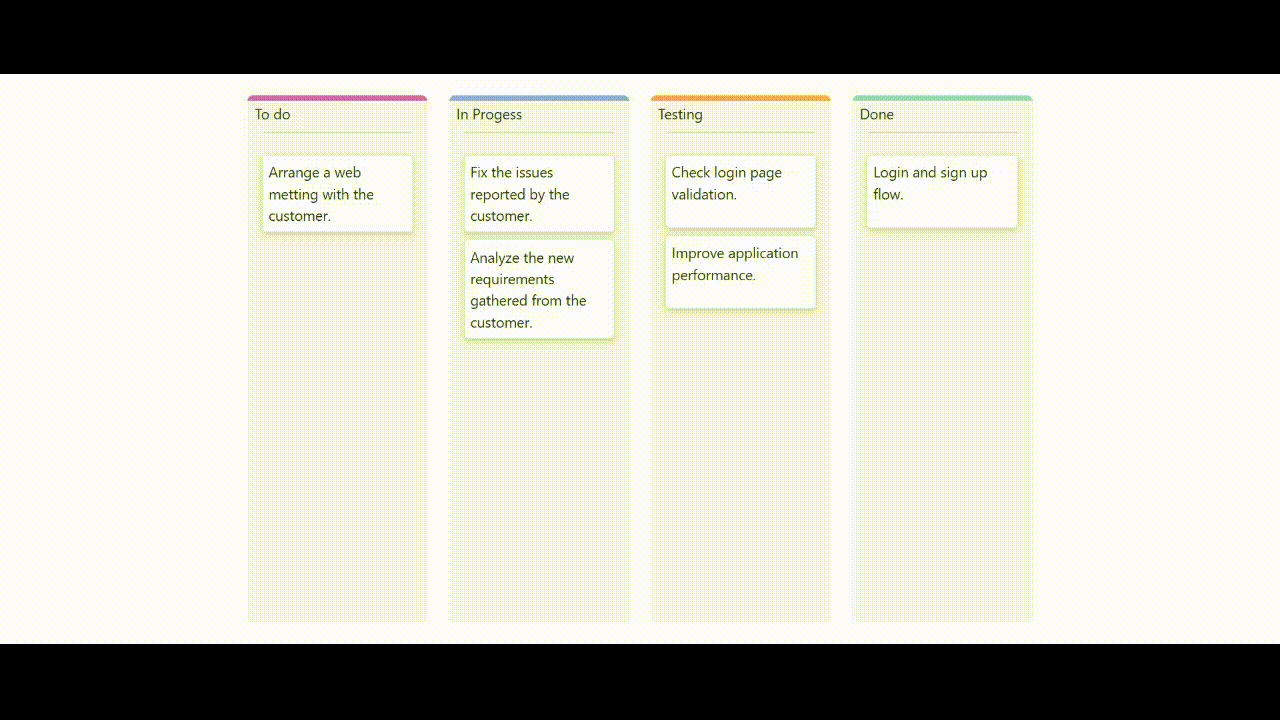 To do
Arrange a web
metting with the
customer.
In Progess
Fix the issues
reported by the
customer.
Analyze the new
requirements
gathered from the
customer.
Testing
Check login page
validation.
Improve application
performance.
Done
Login and sign up
flow.